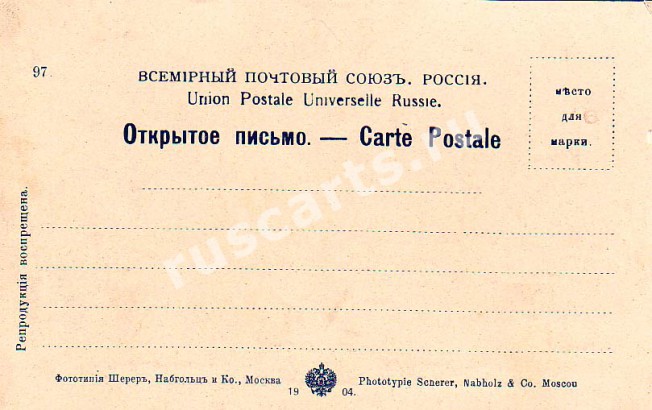 97.
ВСЕМІРНЫЙ ПОЧТОВЫЙ СОЮЗЪ. РОССІЯ.
Union Postale Universelle Russie.
Открытое письмо. — Carte Postale
мѣсто
для
марки.
Репродукція воспрещена.
ruscarts.ru
Фототипія Шереръ, Набгольцъ и Ко., Москва
Phototypie Scherer, Nabholz & Co. Moscou
19 04.